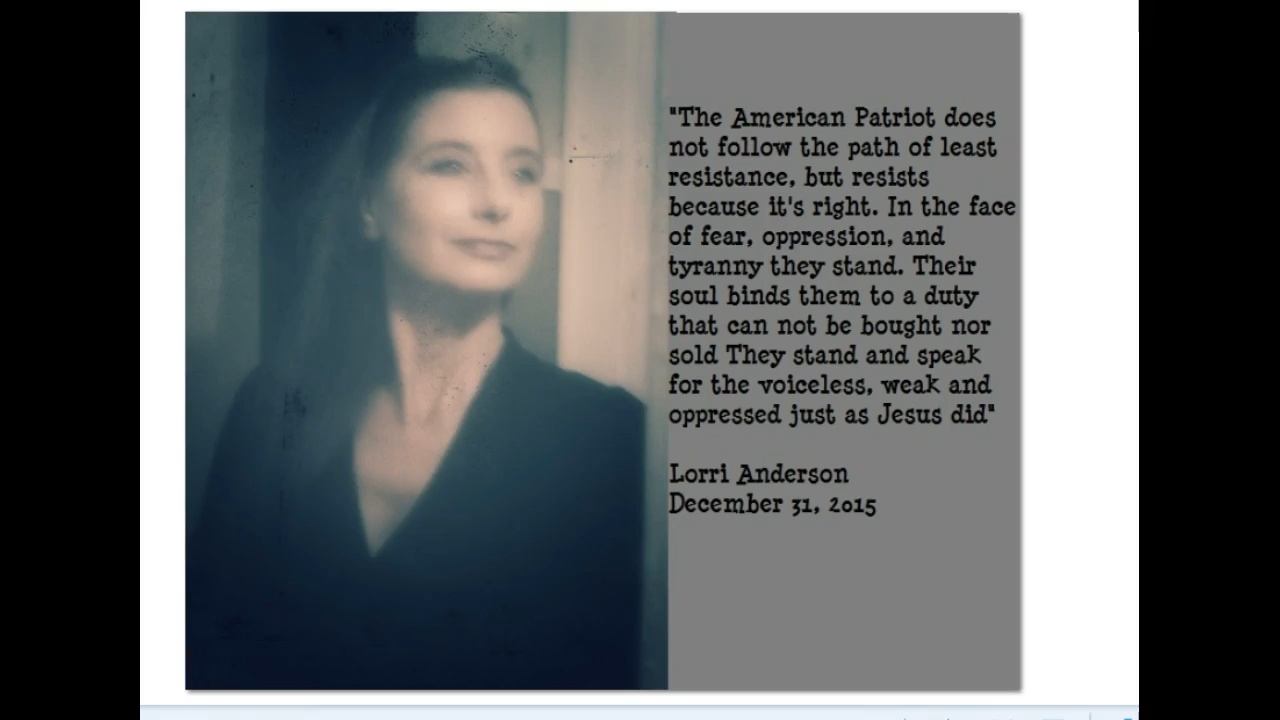 "The American Patriot does
not follow the path of least
resistance, but resists
because it's right. In the face
of fear, oppression, and
tyranny they stand. Their
soul binds them to a duty
that can not be bought nor
sold They stand and speak
for the voiceless, weak and
oppressed just as Jesus did"
Lorri Anderson
December 31, 2015